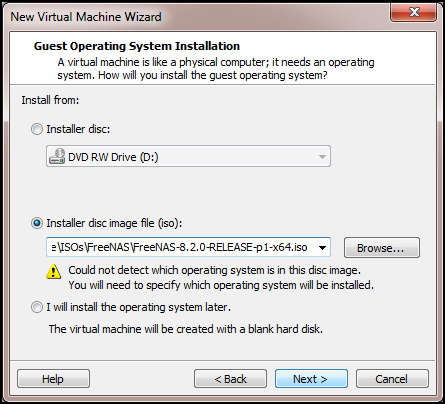 New Virtual Machine Wizard
Guest Operating System Installation
A virtual machine is like a physical computer; it needs an operating
system. How will you install the guest operating system?
Install from:
Installer disc:
DVD RW Drive (D:)
Installer disc image file (iso):
e\ISOs\FreeNAS\FreeNAS-8.2.0-RELEASE-p1-x64.iso
Browse...
Could not detect which operating system is in this disc image.
You will need to specify which operating system will be installed.
I will install the operating system later.
The virtual machine will be created with a blank hard disk.
Help
< Back
Next >
Cancel